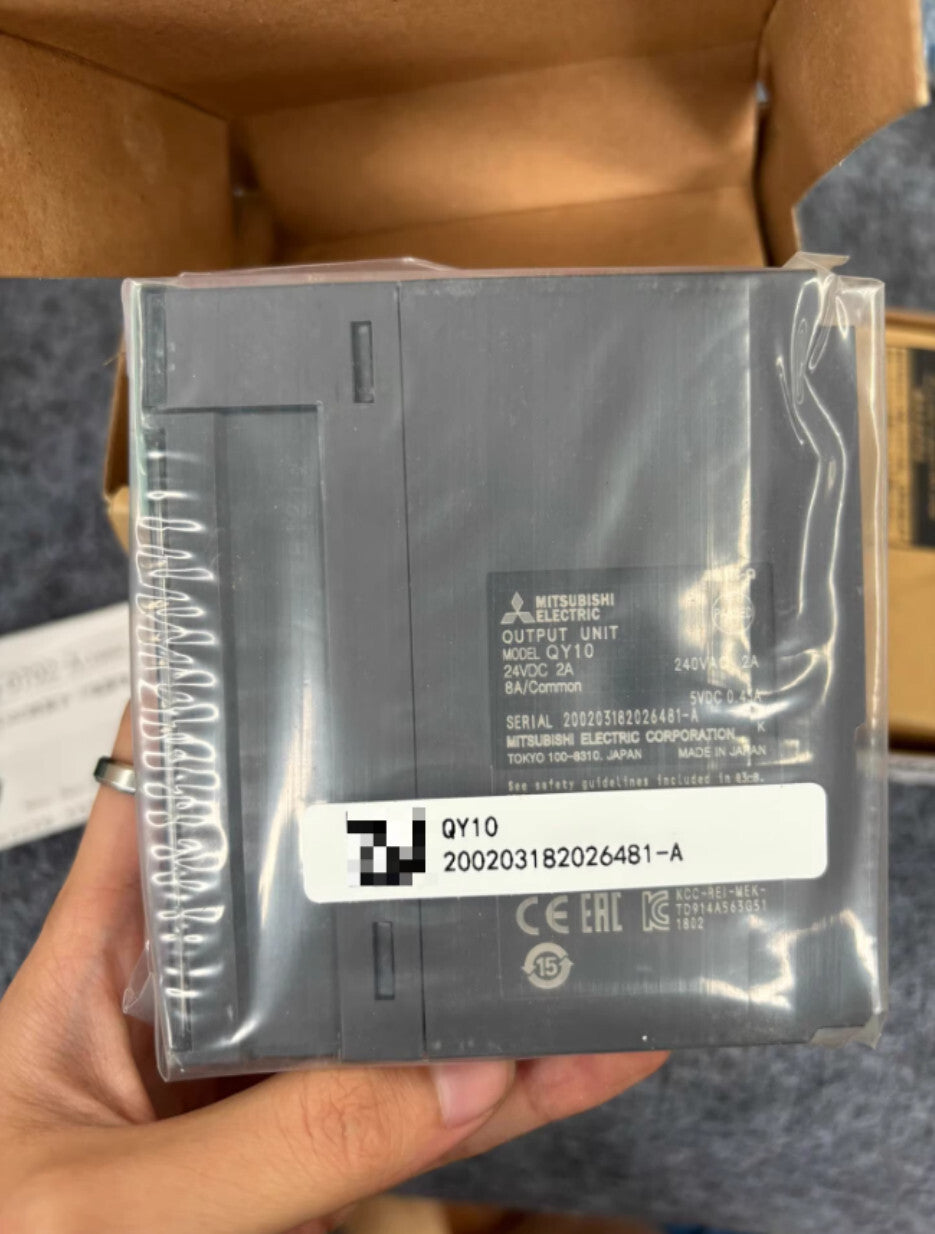 MITSUBISHI
ELECTRIC
OUTPUT UNIT
MODEL QY10
24VDC 2A 240VAC 2A
8A/Common
5VDC 0.43A
SERIAL 200203182026481-A
K
MITSUBISHI ELECTRIC CORPORATION
TOKYO 100-8310, JAPAN MADE IN JAPAN
See safety guidelines included in
QY10
200203182026481-A
CE EAC
KCC-REI-MEK-
TD914A563G51
1802
15